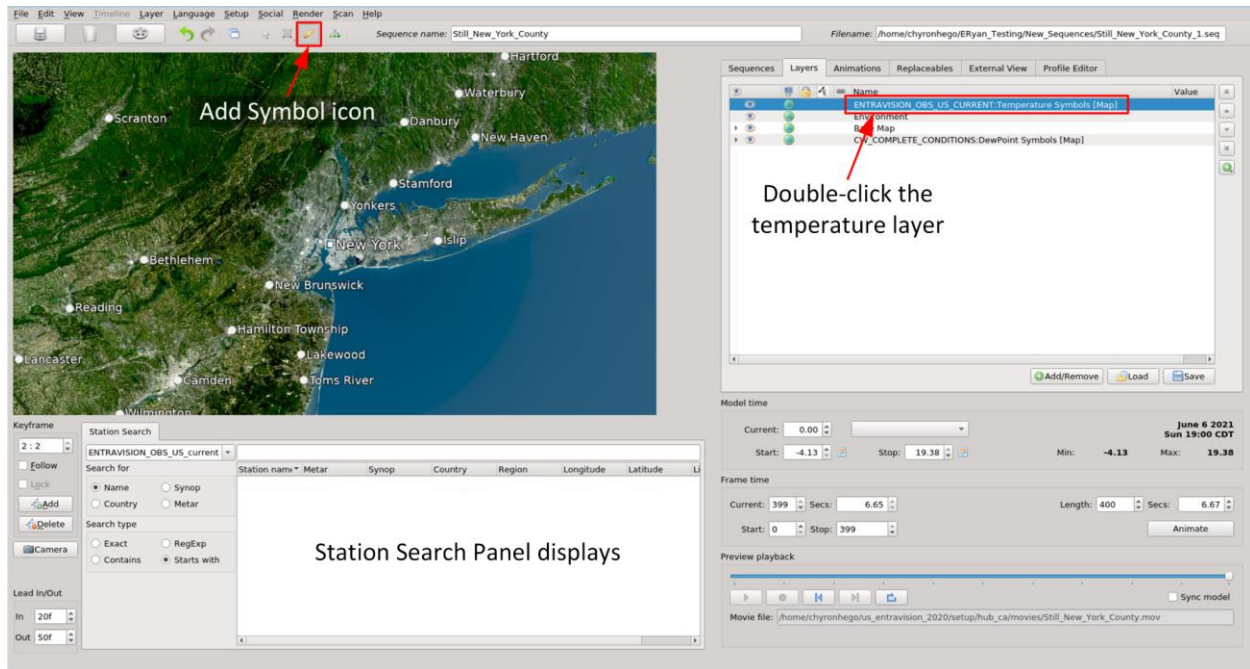 File Edit View Timeline Layer Language Setup Social Render Scan Help
Sequence name: Still_New_York_County
Filename: /home/chyronhego/ERyan_Testing/New_Sequences/Still_New_York_County_1.seq
Add Symbol icon
Hartford
Waterbury
Scranton
Danbury
New Haven
Stamford
Yonkers
New York
Islip
Bethlehem
New Brunswick
Reading
Hamilton Township
Lakewood
Lancaster
Camden
Toms River
Wilmington
Sequences Layers Animations Replaceables External View Profile Editor
Name Value
ENTRAVISION_OBS_US_CURRENT:Temperature Symbols [Map]
Environment
Map
CW_COMPLETE_CONDITIONS:DewPoint Symbols [Map]
Double-click the
temperature layer
Add/Remove Load Save
Keyframe
2 : 2
Follow
Lock
Add
Delete
Camera
Lead In/Out
In 20f
Out 50f
Station Search
ENTRAVISION_OBS_US_current
Search for
Name Synop
Country Metar
Search type
Exact RegExp
Contains Starts with
Metar Synop Country Region Longitude Latitude
Station Search Panel displays
Model time
Current: 0.00
June 6 2021
Sun 19:00 CDT
Start: -4.13 Stop: 19.38 Min: -4.13 Max: 19.38
Frame time
Current: 399 Secs: 6.65 Length: 400 Secs: 6.67
Start: 0 Stop: 399 Animate
Preview playback
Sync model
Movie file: /home/chyronhego/us_entravision_2020/setup/hub_ca/movies/Still_New_York_County.mov